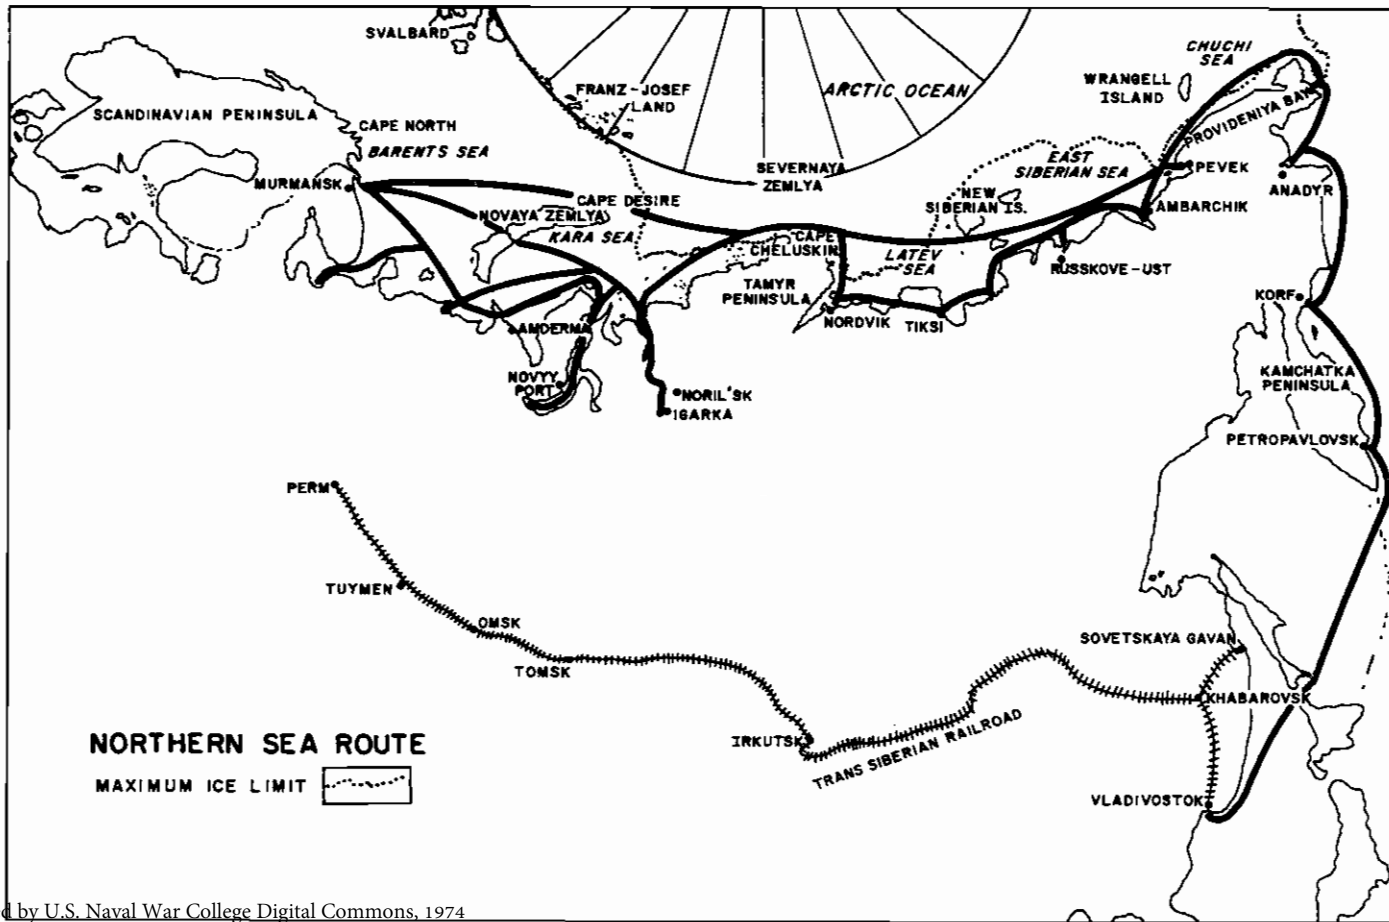 SVALBARD
CHUCHI
SEA
FRANZ-JOSEF
LAND
ARCTIC OCEAN
WRANGELL
ISLAND
SCANDINAVIAN PENINSULA
CAPE NORTH
BARENTS SEA
PROVIDENIYA BAY
EAST
SIBERIAN SEA
PEVEK
SEVERNAYA
ZEMLYA
MURMANSK
ANADYR
CAPE DESIRE
NEW
SIBERIAN IS.
AMBARCHIK
NOVAYA ZEMLYA
KARA SEA
CAPE
CHELUSKIN
LATEV
SEA
RUSSKOVE-UST
TAMYR
PENINSULA
KORF
AMDERMA
NORDVIK
TIKSI
NOVYY
PORT
NORIL'SK
IGARKA
KAMCHATKA
PENINSULA
PETROPAVLOVSK
PERM
TUYMEN
OMSK
TOMSK
SOVETSKAYA GAVAN
KHABAROVSK
IRKUTSK
TRANS SIBERIAN RAILROAD
VLADIVOSTOK
NORTHERN SEA ROUTE
MAXIMUM ICE LIMIT
d by U.S. Naval War College Digital Commons, 1974